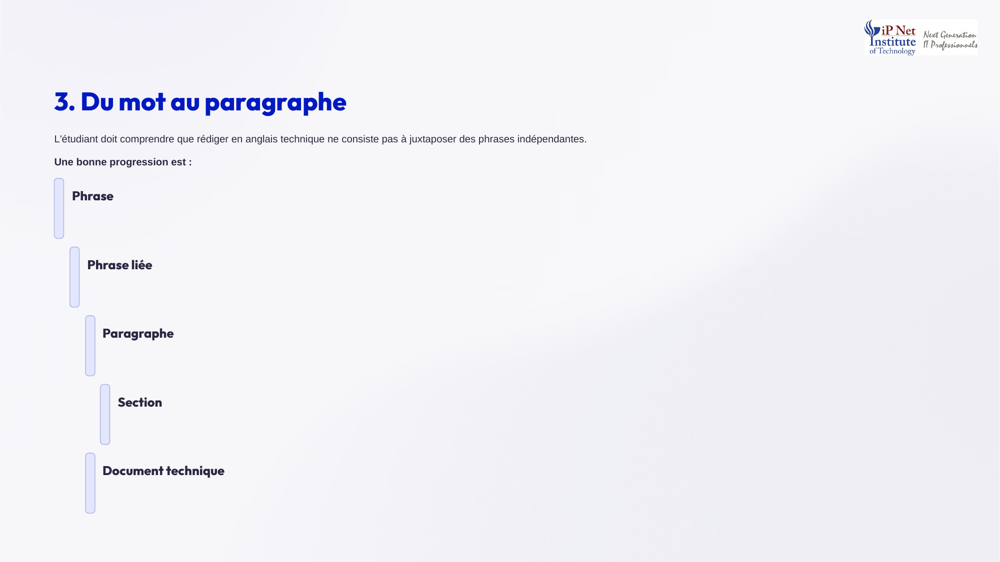 iP Net
Institute
of Technology
Next Generation
IT Professionnels
3. Du mot au paragraphe
L'étudiant doit comprendre que rédiger en anglais technique ne consiste pas à juxtaposer des phrases indépendantes.
Une bonne progression est :
Phrase
Phrase liée
Paragraphe
Section
Document technique